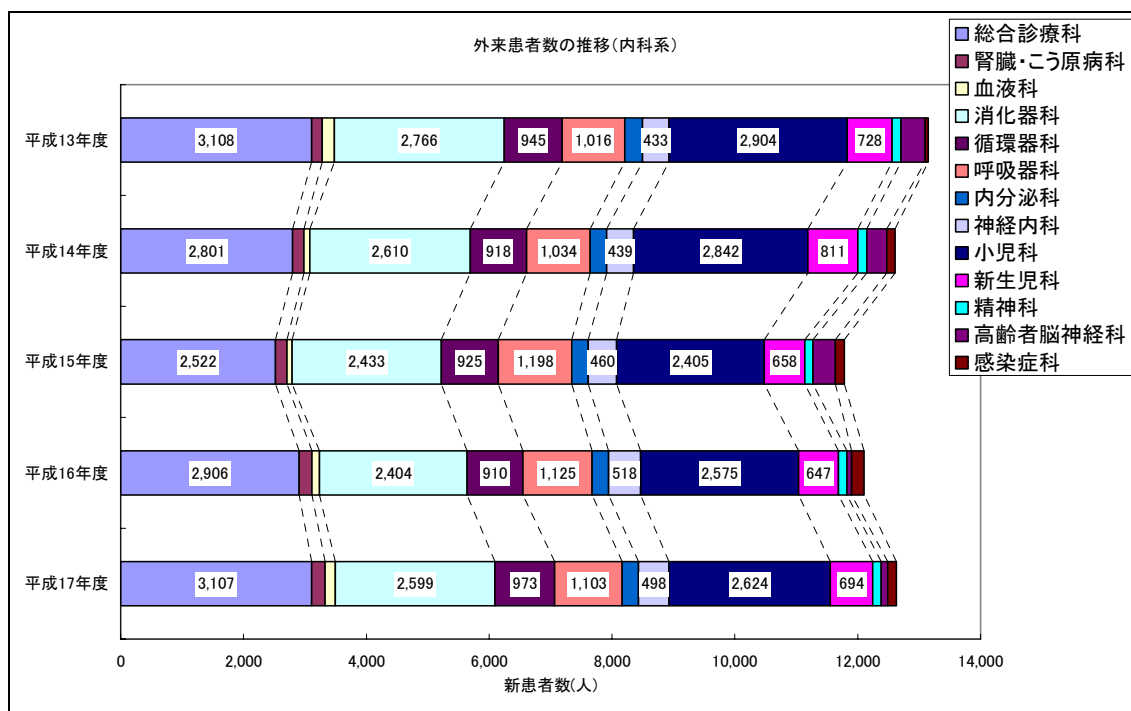 外来患者数の推移(内科系)
総合診療科
腎臓・こう原病科
血液科
消化器科
循環器科
呼吸器科
内分泌科
神経内科
小児科
新生児科
精神科
高齢者脳神経科
感染症科
平成13年度 3,108 2,766 945 1,016 433 2,904 728
平成14年度 2,801 2,610 918 1,034 439 2,842 811
平成15年度 2,522 2,433 925 1,198 460 2,405 658
平成16年度 2,906 2,404 910 1,125 518 2,575 647
平成17年度 3,107 2,599 973 1,103 498 2,624 694
0 2,000 4,000 6,000 8,000 10,000 12,000 14,000
新患者数(人)